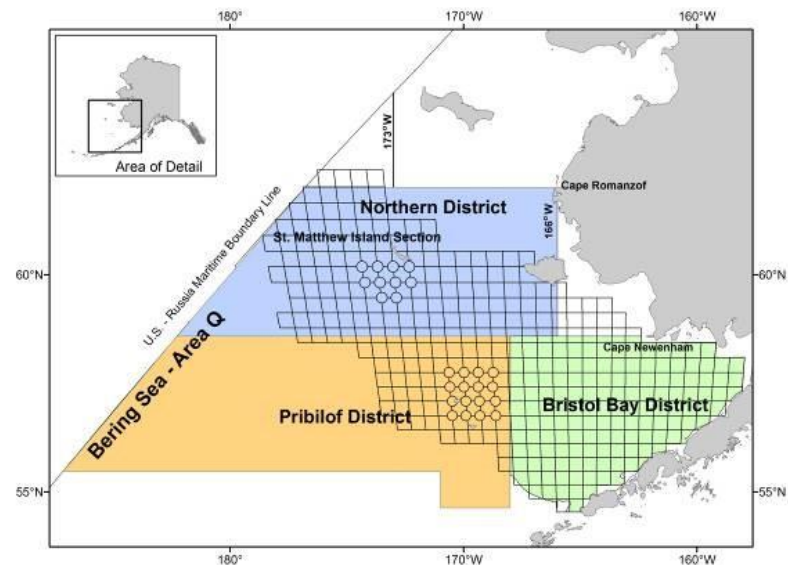 180°
170°W
160°W
Area of Detail
173°W
Cape Romanzof
Northern District
166°W
St. Matthew Island Section
U.S. - Russia Maritime Boundary Line
60°N
60°N
Cape Newenham
Bering Sea - Area Q
Pribilof District
Bristol Bay District
55°N
55°N
180°
170°W
160°W